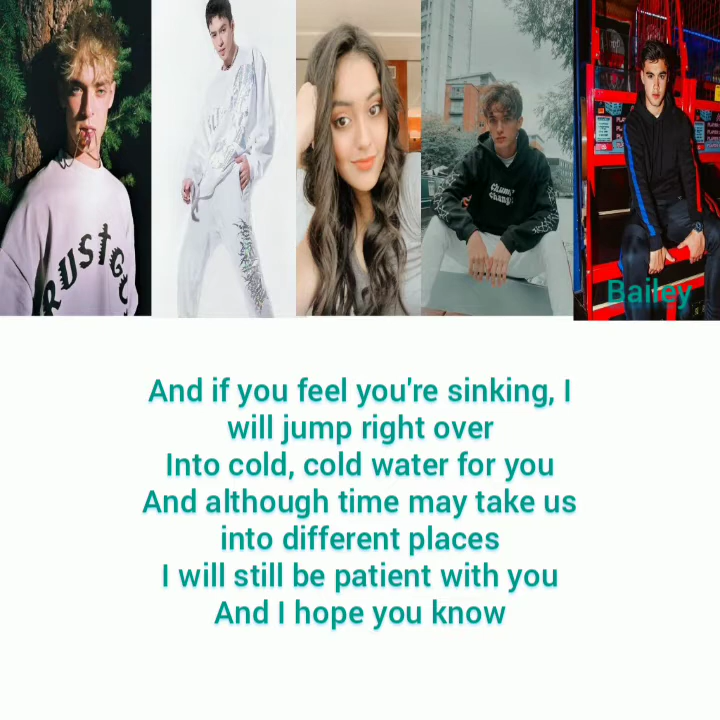 RUSTG
Bailey
And if you feel you're sinking, I
will jump right over
Into cold, cold water for you
And although time may take us
into different places
I will still be patient with you
And I hope you know